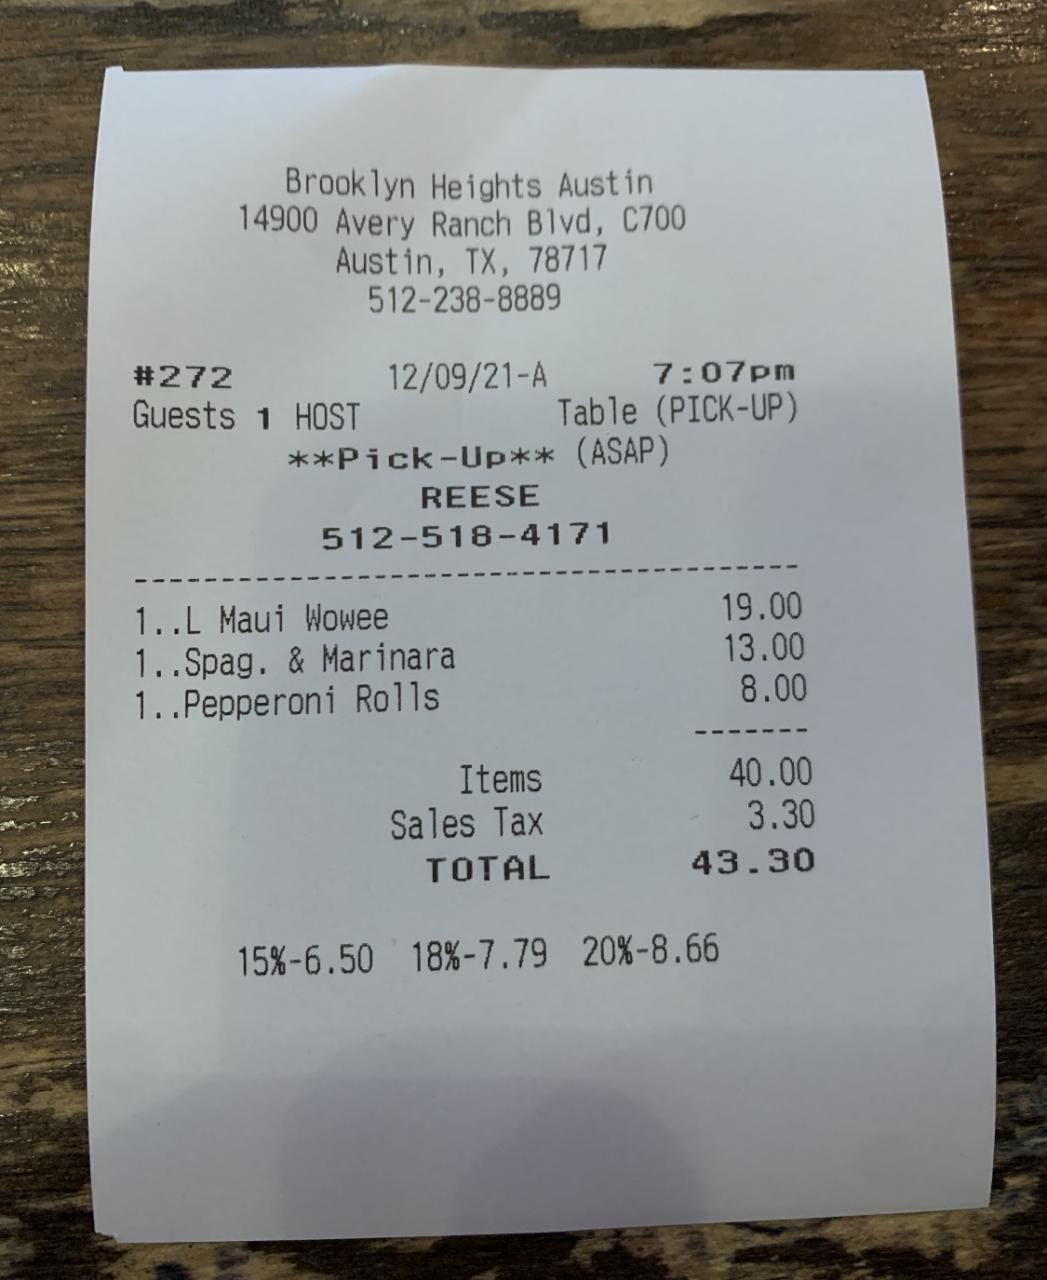 Brooklyn Heights Austin
14900 Avery Ranch Blvd, C700
Austin, TX, 78717
512-238-8889
#272 12/09/21-A 7:07pm
Guests 1 HOST Table (PICK-UP)
**Pick-Up** (ASAP)
REESE
512-518-4171
---------------------------------------
1..L Maui Wowee 19.00
1..Spag. & Marinara 13.00
1..Pepperoni Rolls 8.00
-------
Items 40.00
Sales Tax 3.30
TOTAL 43.30
15%-6.50 18%-7.79 20%-8.66